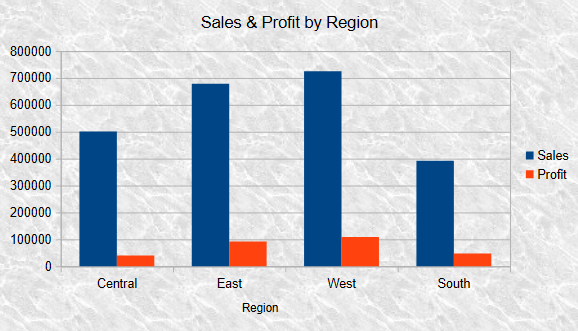 Sales & Profit by Region
800000
700000
600000
500000
400000
300000
200000
100000
0
Central East West South
Region
Sales
Profit